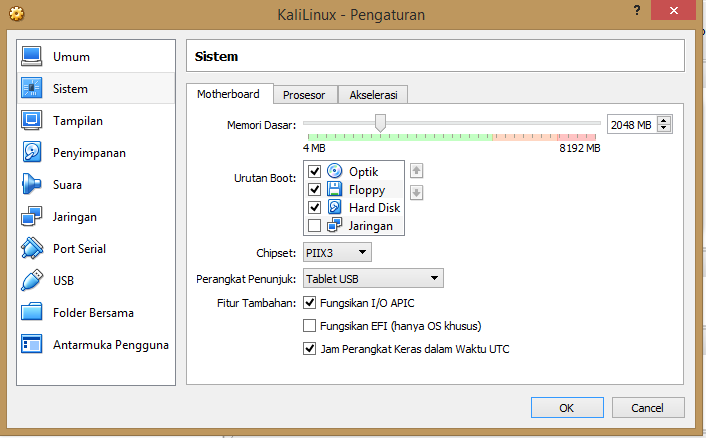 KaliLinux - Pengaturan
?
x
Umum
Sistem
Tampilan
Penyimpanan
Suara
Jaringan
Port Serial
USB
Folder Bersama
Antarmuka Pengguna
Sistem
Motherboard Prosesor Akselerasi
Memori Dasar: 2048 MB
4 MB 8192 MB
Urutan Boot: Optik
Floppy
Hard Disk
Jaringan
Chipset: PIIX3
Perangkat Penunjuk: Tablet USB
Fitur Tambahan: Fungsikan I/O APIC
Fungsikan EFI (hanya OS khusus)
Jam Perangkat Keras dalam Waktu UTC
OK Cancel